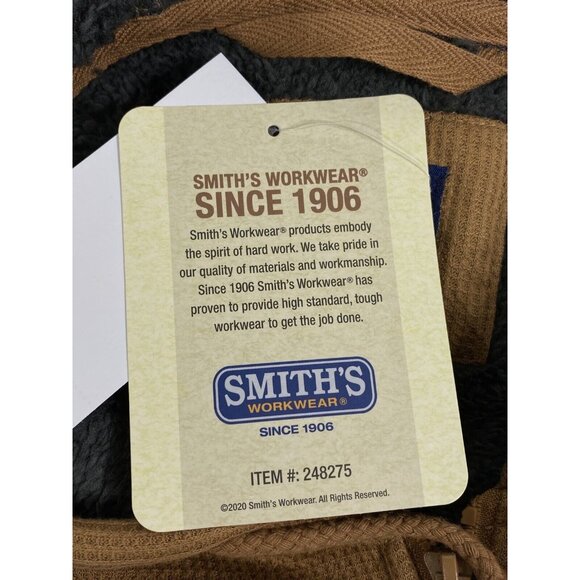 SMITH'S WORKWEAR®
SINCE 1906
Smith's Workwear® products embody
the spirit of hard work. We take pride in
our quality of materials and workmanship.
Since 1906 Smith's Workwear® has
proven to provide high standard, tough
workwear to get the job done.
SMITH'S
WORKWEAR®
SINCE 1906
ITEM #: 248275
©2020 Smith's Workwear. All Rights Reserved.